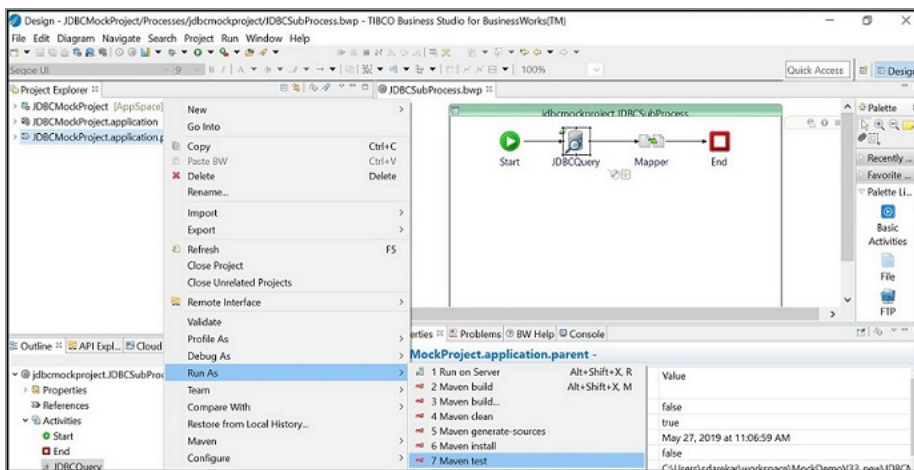 Design - JDBCMockProject/Processes/jdbcmockproject/JDBCSubProcess.bwp - TIBCO Business Studio for BusinessWorks(TM)
File Edit Diagram Navigate Search Project Run Window Help
Segoe UI 9 B I A 100% Quick Access Design
Project Explorer
JDBCMockProject [AppSpace]
JDBCMockProject.application
JDBCMockProject.application.p
New
Go Into
Copy Ctrl+C
Paste BW Ctrl+V
Delete Delete
Rename...
Import
Export
Refresh F5
Close Project
Close Unrelated Projects
Remote Interface
Validate
Profile As
Debug As
Run As
Team
Compare With
Restore from Local History...
Maven
Configure
JDBCSubProcess.bwp
jdbcmockproject.JDBCSubProcess
Start JDBCQuery Mapper End
Palette
Recently ...
Favorite ...
Palette Li...
Basic
Activities
File
FTP
Outline API Expl... Cloud
jdbcmockproject.JDBCSubProc
Properties
References
Activities
Start
End
JDBCQuery
erties Problems BW Help Console
MockProject.application.parent -
1 Run on Server Alt+Shift+X, R
2 Maven build Alt+Shift+X, M
3 Maven build...
4 Maven clean
5 Maven generate-sources
6 Maven install
7 Maven test
Value
false
true
May 27, 2019 at 11:06:59 AM
false